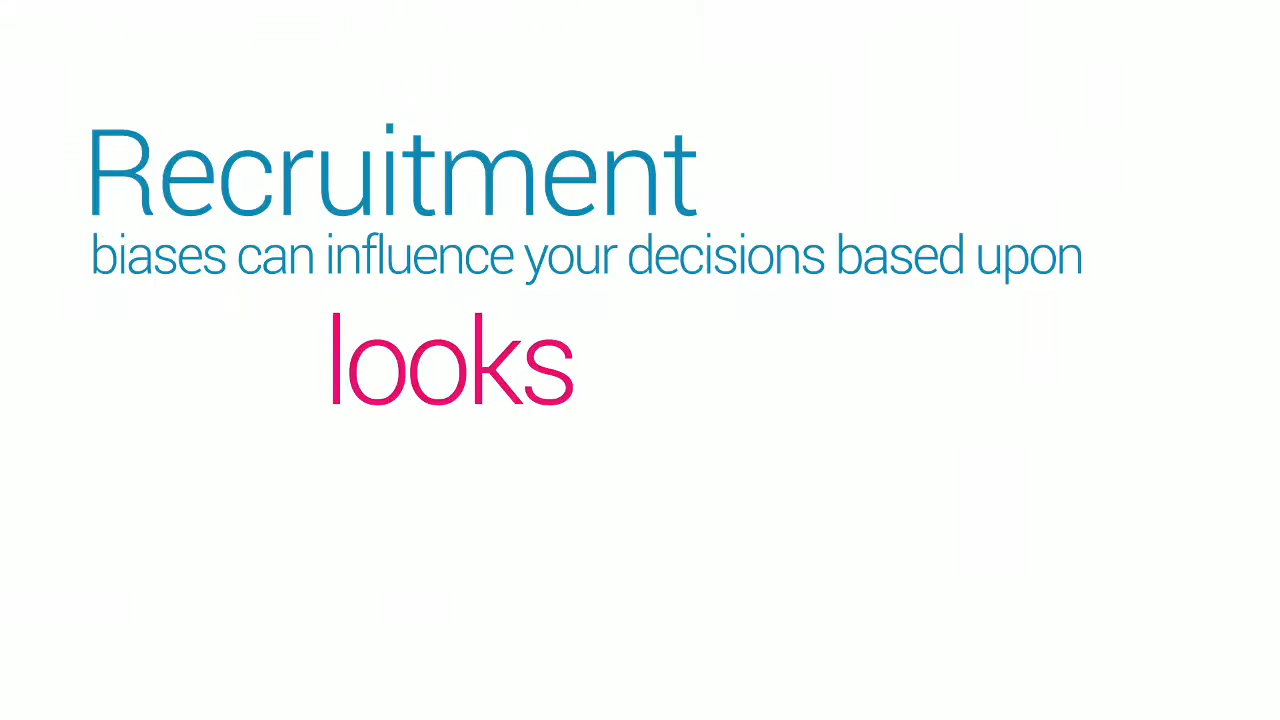 Recruitment
biases can influence your decisions based upon
looks